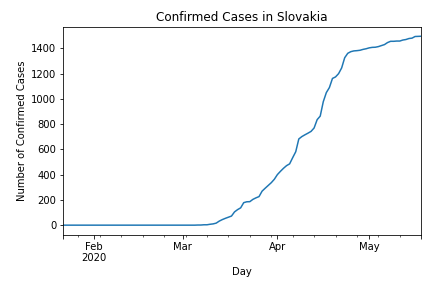 Confirmed Cases in Slovakia
Number of Confirmed Cases
1400
1200
1000
800
600
400
200
0
Feb
2020
Mar
Apr
May
Day